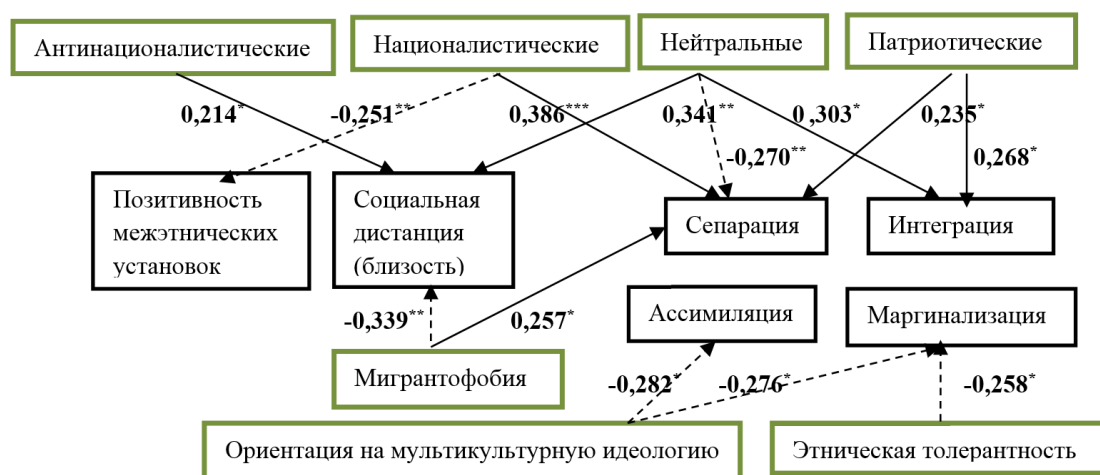 Антинационалистические
Националистические
Нейтральные
Патриотические
0,214*
-0,251**
0,386***
0,341**
0,303*
0,235*
-0,270**
0,268*
Позитивность
межэтнических
установок
Социальная
дистанция
(близость)
Сепарация
Интеграция
-0,339**
0,257*
Ассимиляция
Маргинализация
Мигрантофобия
-0,282*
-0,276*
-0,258*
Ориентация на мультикультурную идеологию
Этническая толерантность